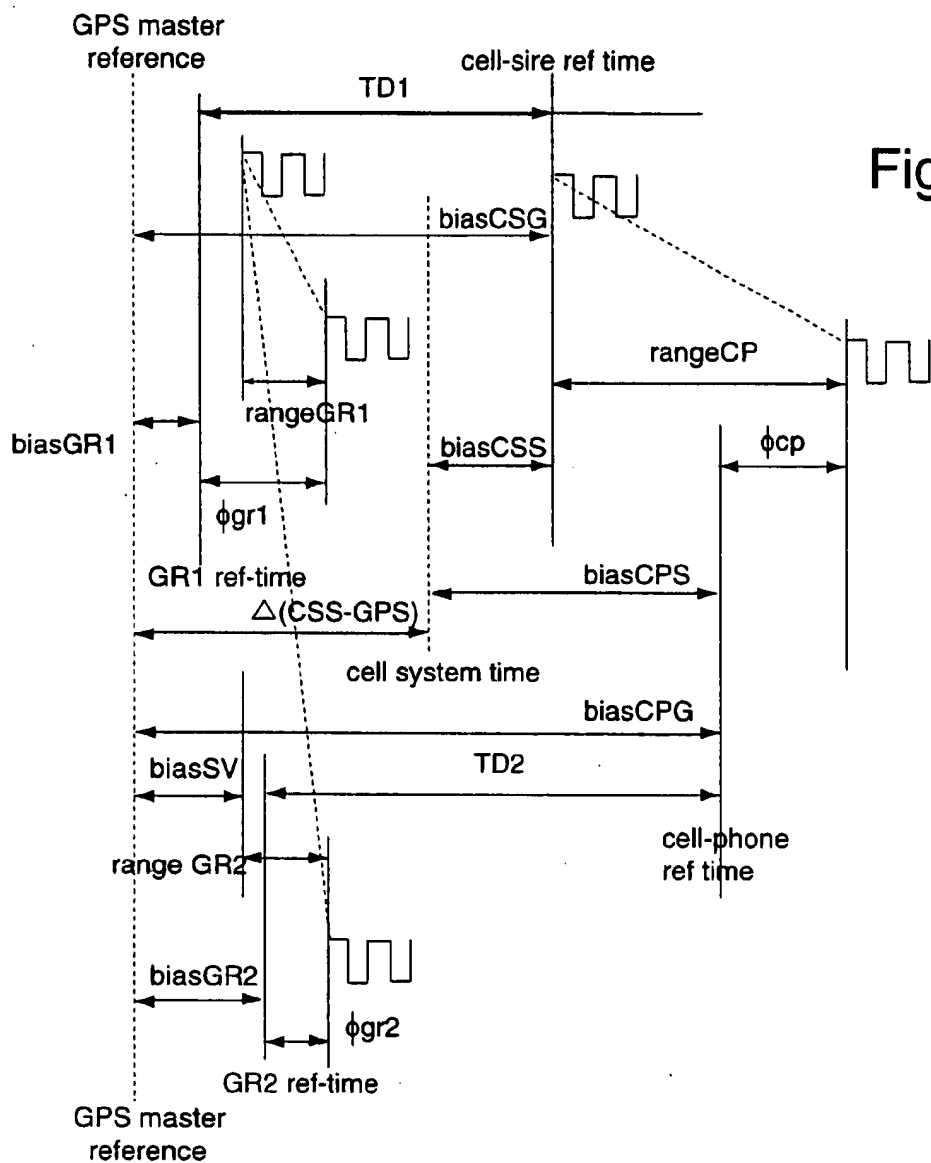 GPS master
reference
cell-sire ref time
TD1
Fig
biasCSG
rangeCP
rangeGR1
biasGR1
biasCSS
ϕcp
ϕgr1
GR1 ref-time
biasCPS
△(CSS-GPS)
cell system time
biasCPG
biasSV
TD2
cell-phone
ref time
range GR2
biasGR2
ϕgr2
GR2 ref-time
GPS master
reference